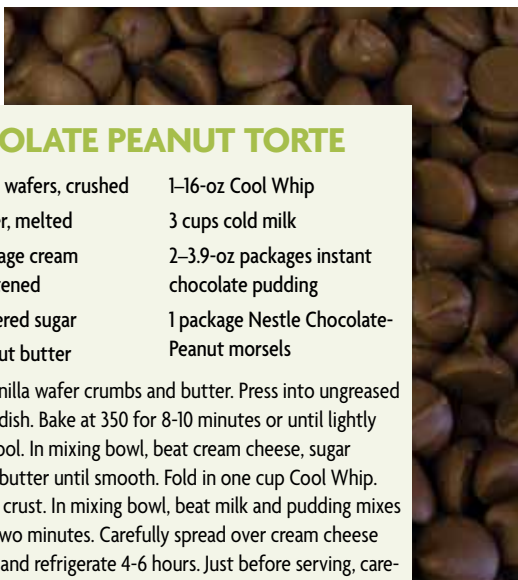 OLATE PEANUT TORTE
wafers, crushed
r, melted
age cream
ened
ered sugar
ut butter
1–16-oz Cool Whip
3 cups cold milk
2–3.9-oz packages instant
chocolate pudding
1 package Nestle Chocolate-
Peanut morsels
nilla wafer crumbs and butter. Press into ungreased
dish. Bake at 350 for 8-10 minutes or until lightly
ool. In mixing bowl, beat cream cheese, sugar
butter until smooth. Fold in one cup Cool Whip.
crust. In mixing bowl, beat milk and pudding mixes
wo minutes. Carefully spread over cream cheese
and refrigerate 4-6 hours. Just before serving, care-